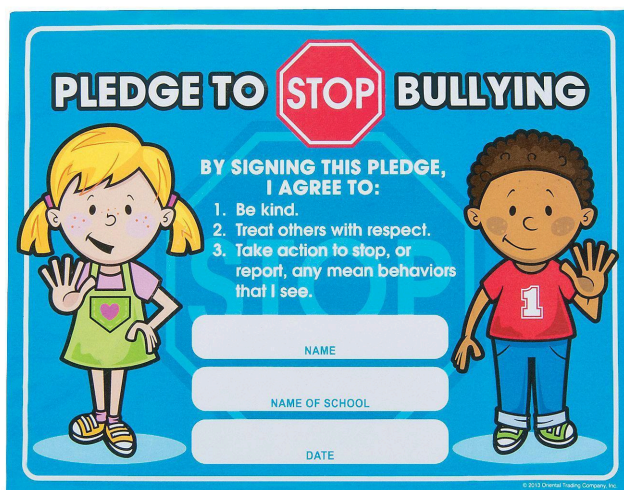 PLEDGE TO STOP BULLYING
BY SIGNING THIS PLEDGE,
I AGREE TO:
1. Be kind.
2. Treat others with respect.
3. Take action to stop, or
report, any mean behaviors
that I see.
STOP
1
NAME
NAME OF SCHOOL
DATE
© 2013 Oriental Trading Company, Inc.